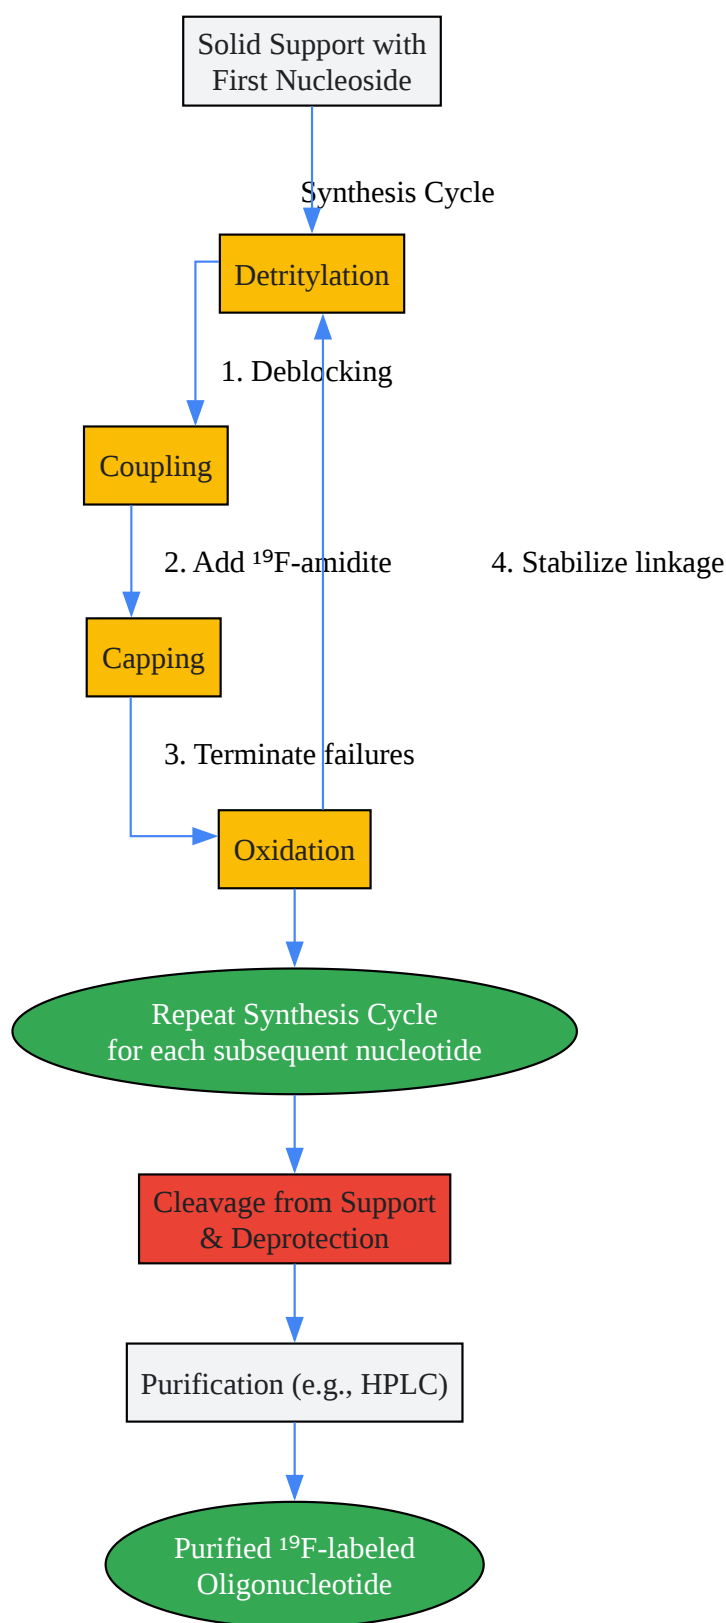 Solid Support with
First Nucleoside
Synthesis Cycle
Detritylation
1. Deblocking
Coupling
2. Add ¹⁹F-amidite
4. Stabilize linkage
Capping
3. Terminate failures
Oxidation
Repeat Synthesis Cycle
for each subsequent nucleotide
Cleavage from Support
& Deprotection
Purification (e.g., HPLC)
Purified ¹⁹F-labeled
Oligonucleotide